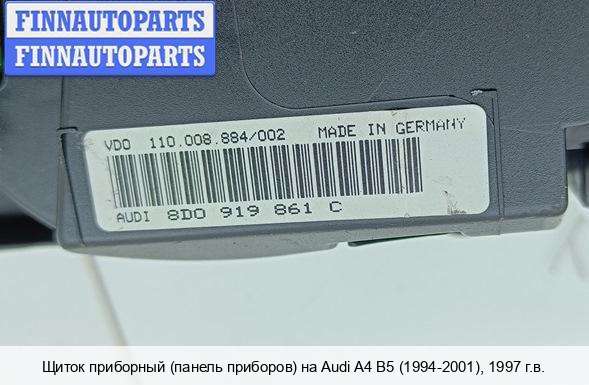 FINNAUTOPARTS
FINNAUTOPARTS
VDO 110.008.884/002 MADE IN GERMANY
AUDI 8D0 919 861 C
Щиток приборный (панель приборов) на Audi A4 B5 (1994-2001), 1997 г.в.